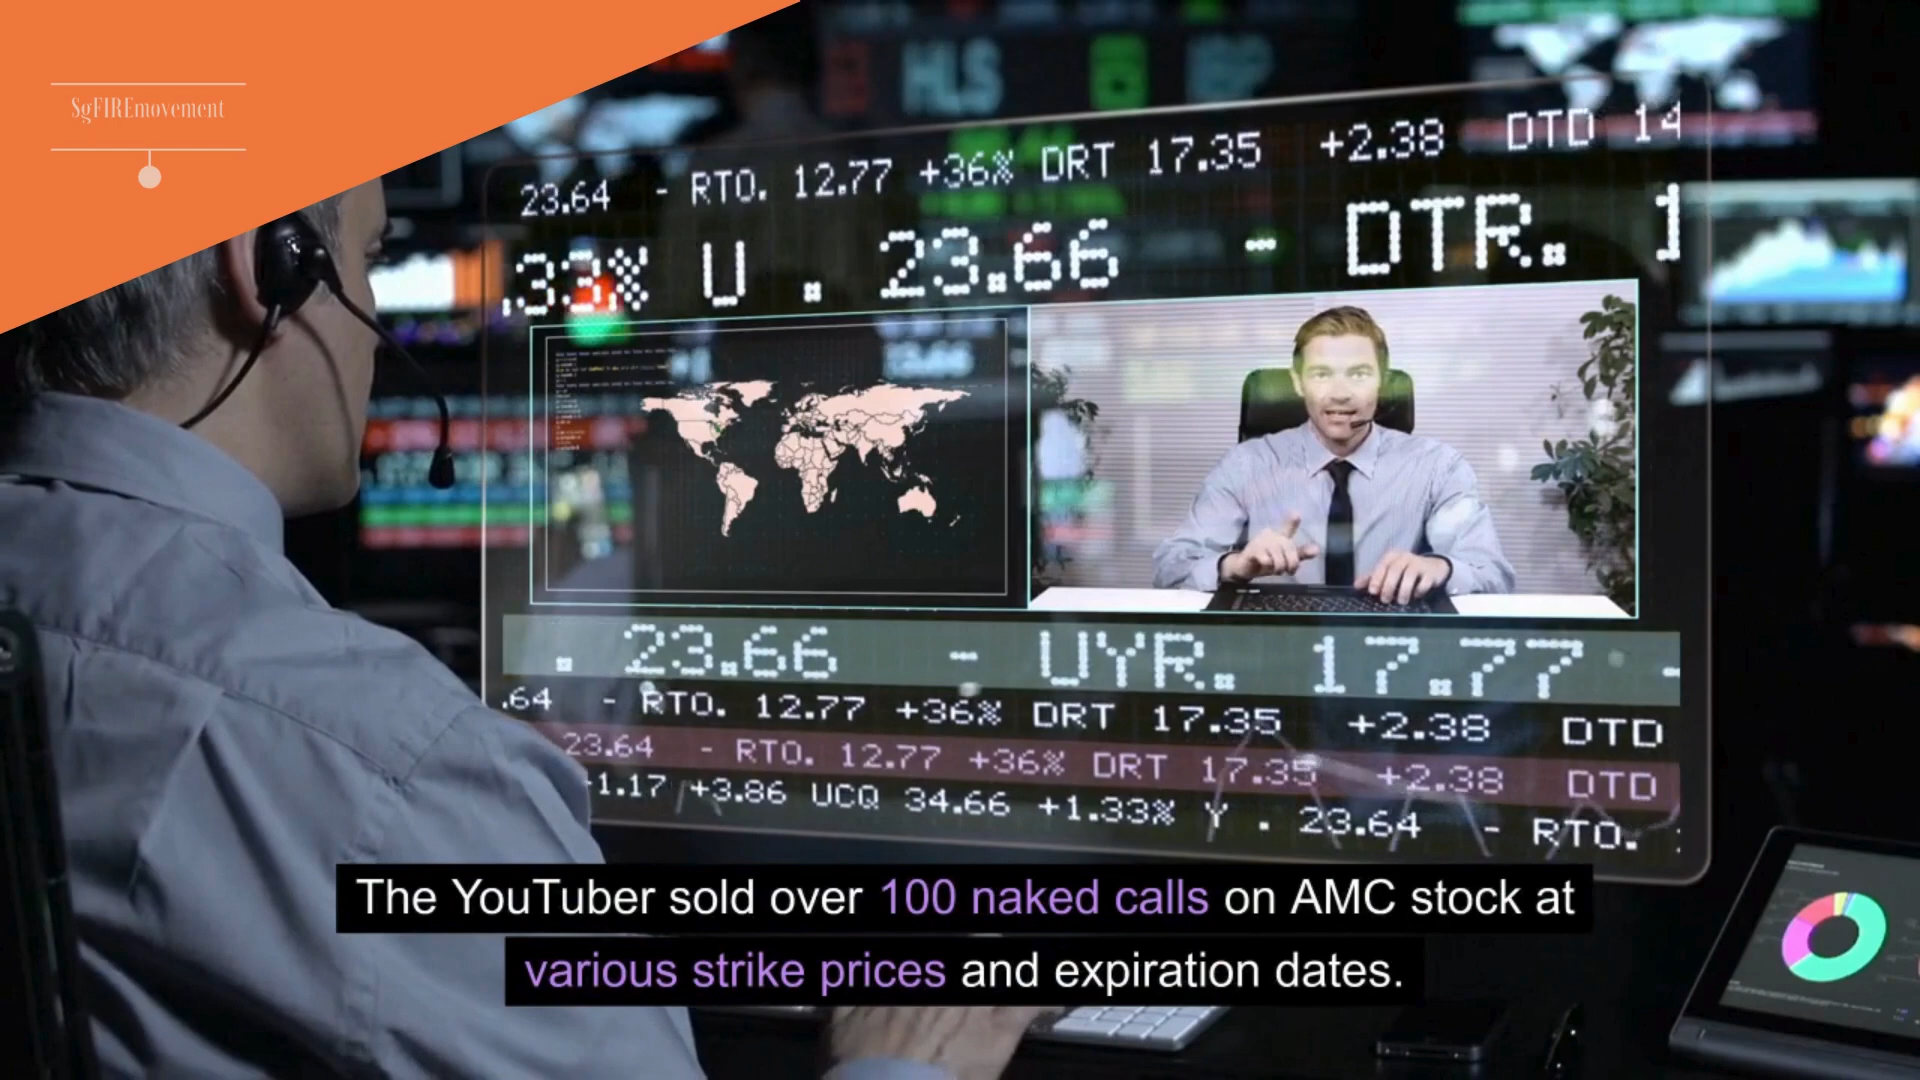 SgFIREmovement
HLS
23.64 - RTO. 12.77 +36% DRT 17.35 +2.38 DTD 14
.33% U . 23.66 - DTR. 1
. 23.66 - UYR. 17.77 -
.64 - RTO. 12.77 +36% DRT 17.35 +2.38 DTD
23.64 - RTO. 12.77 +36% DRT 17.35 +2.38 DTD
1.17 +3.86 UCQ 34.66 +1.33% Y . 23.64 - RTO.
The YouTuber sold over 100 naked calls on AMC stock at
various strike prices and expiration dates.